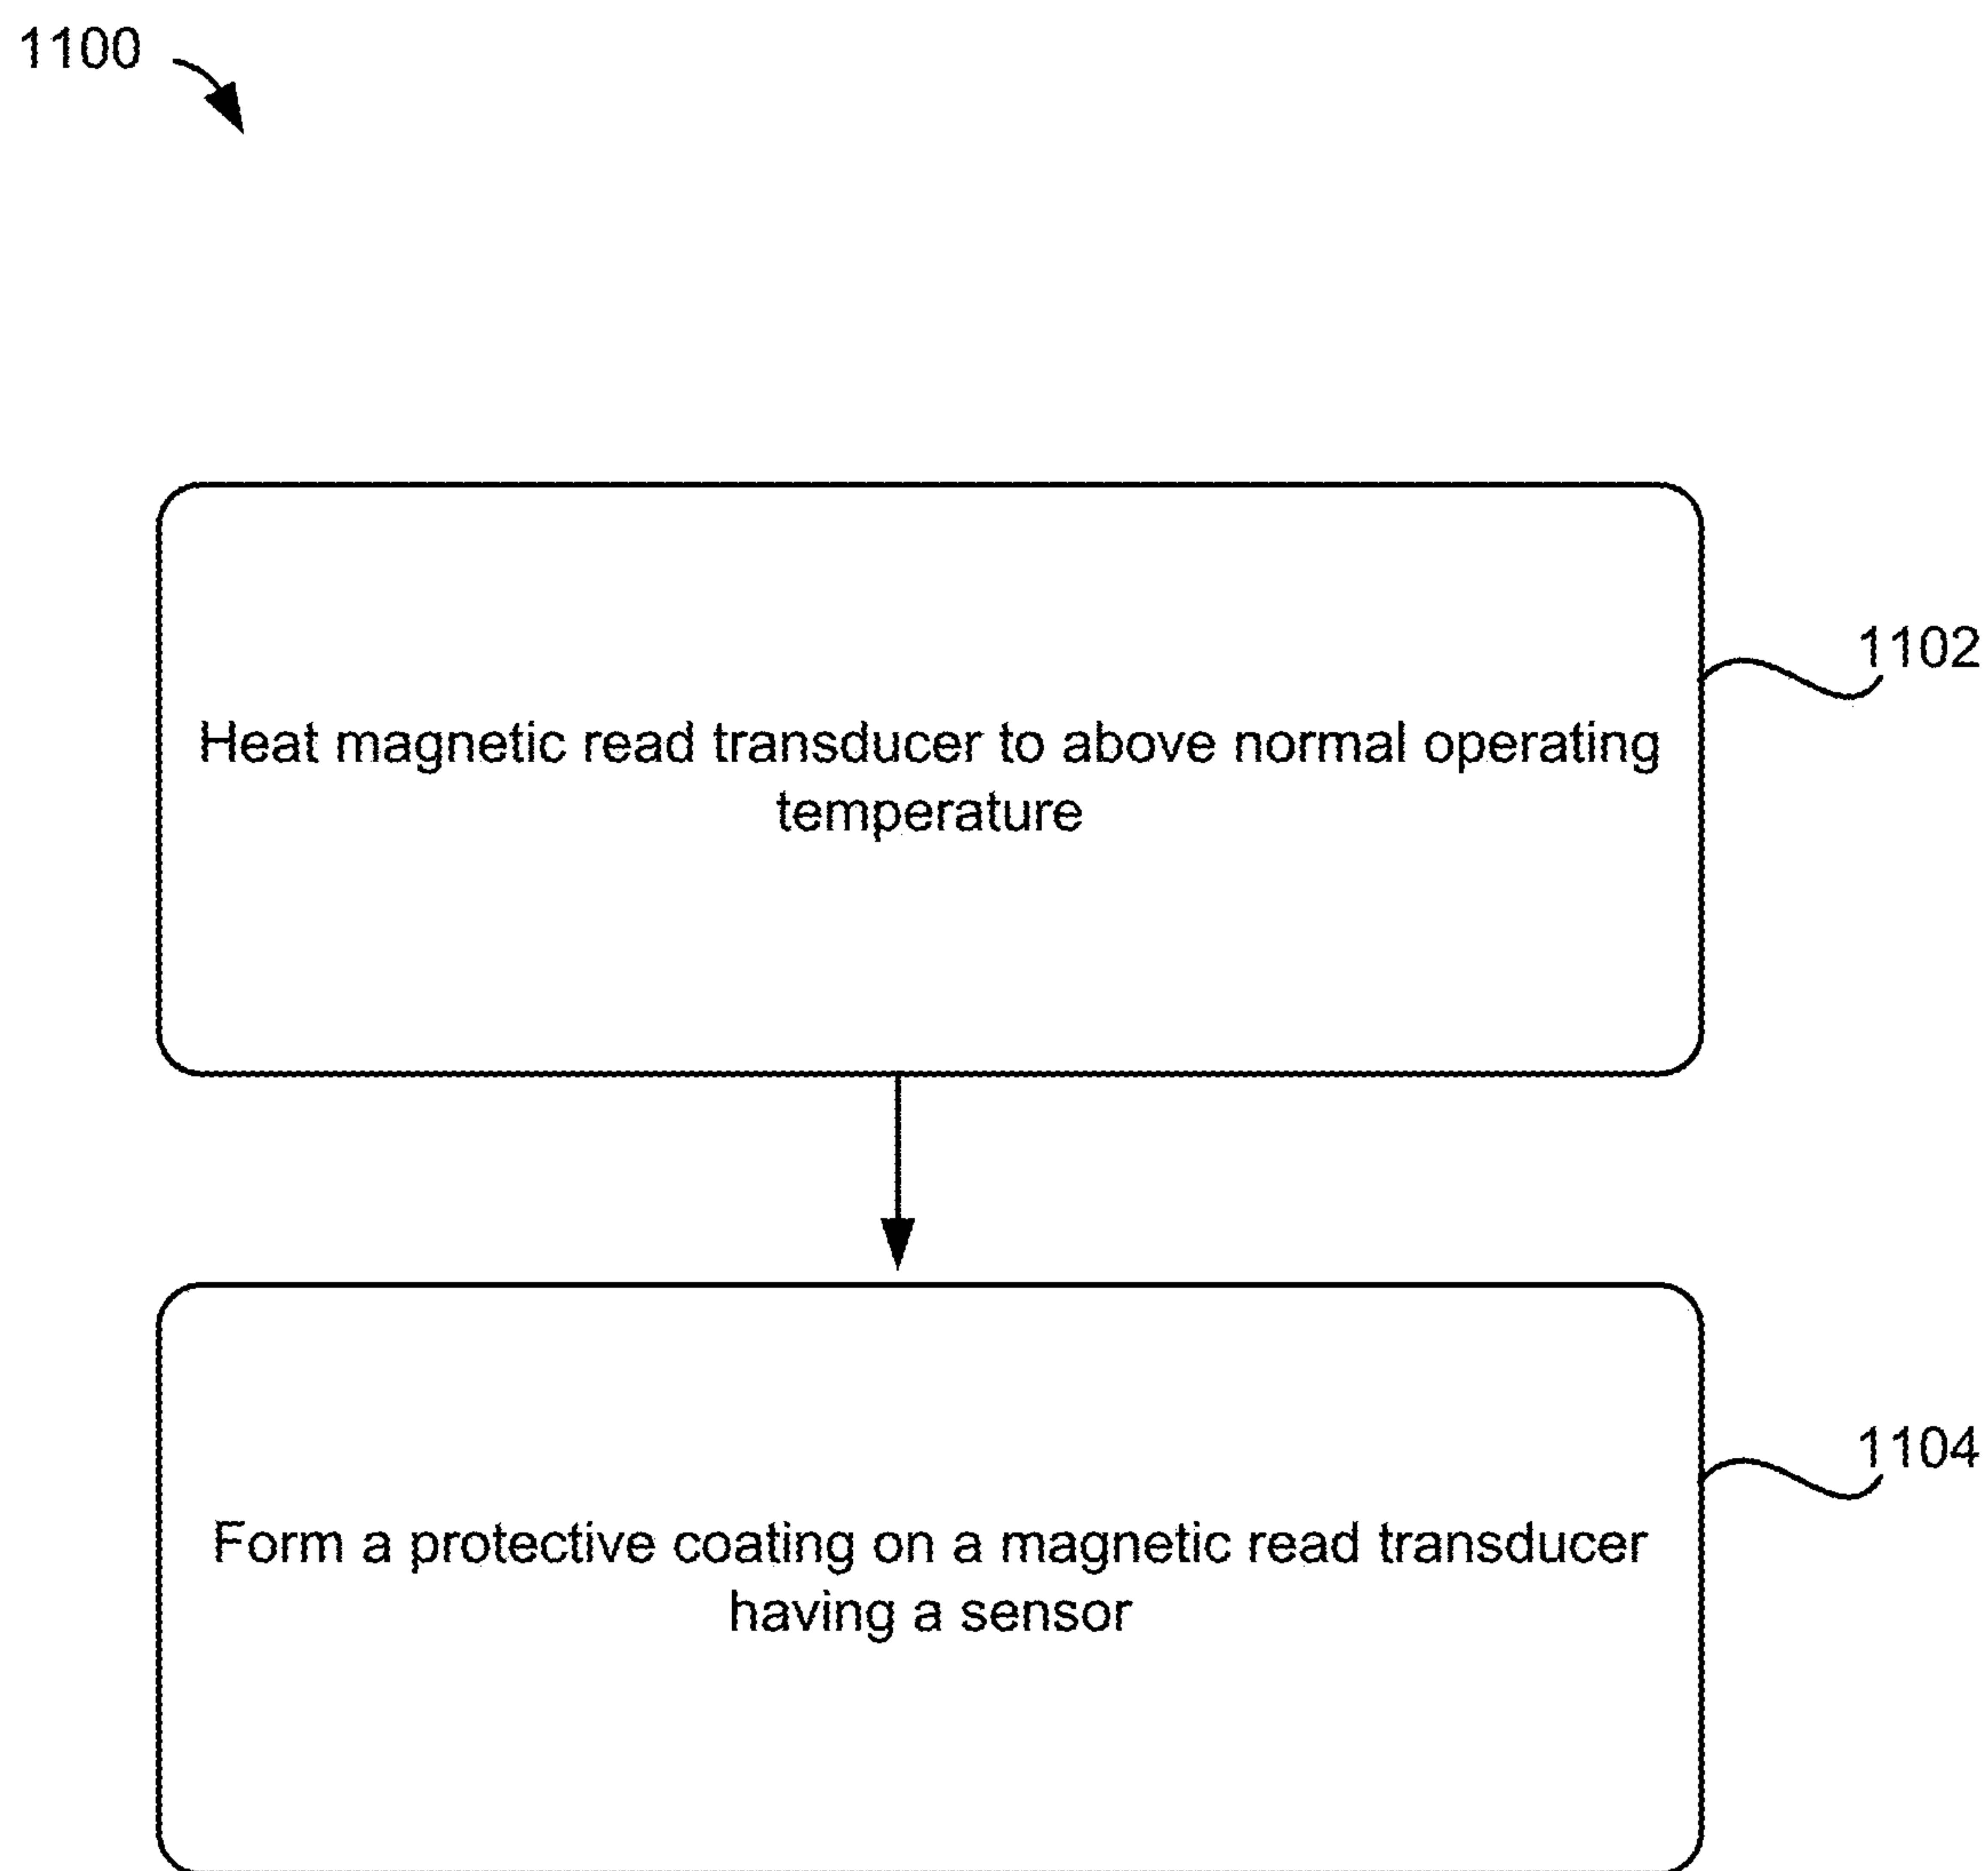 1100
1102
Heat magnetic read transducer to above normal operating
temperature
1104
Form a protective coating on a magnetic read transducer
having a sensor